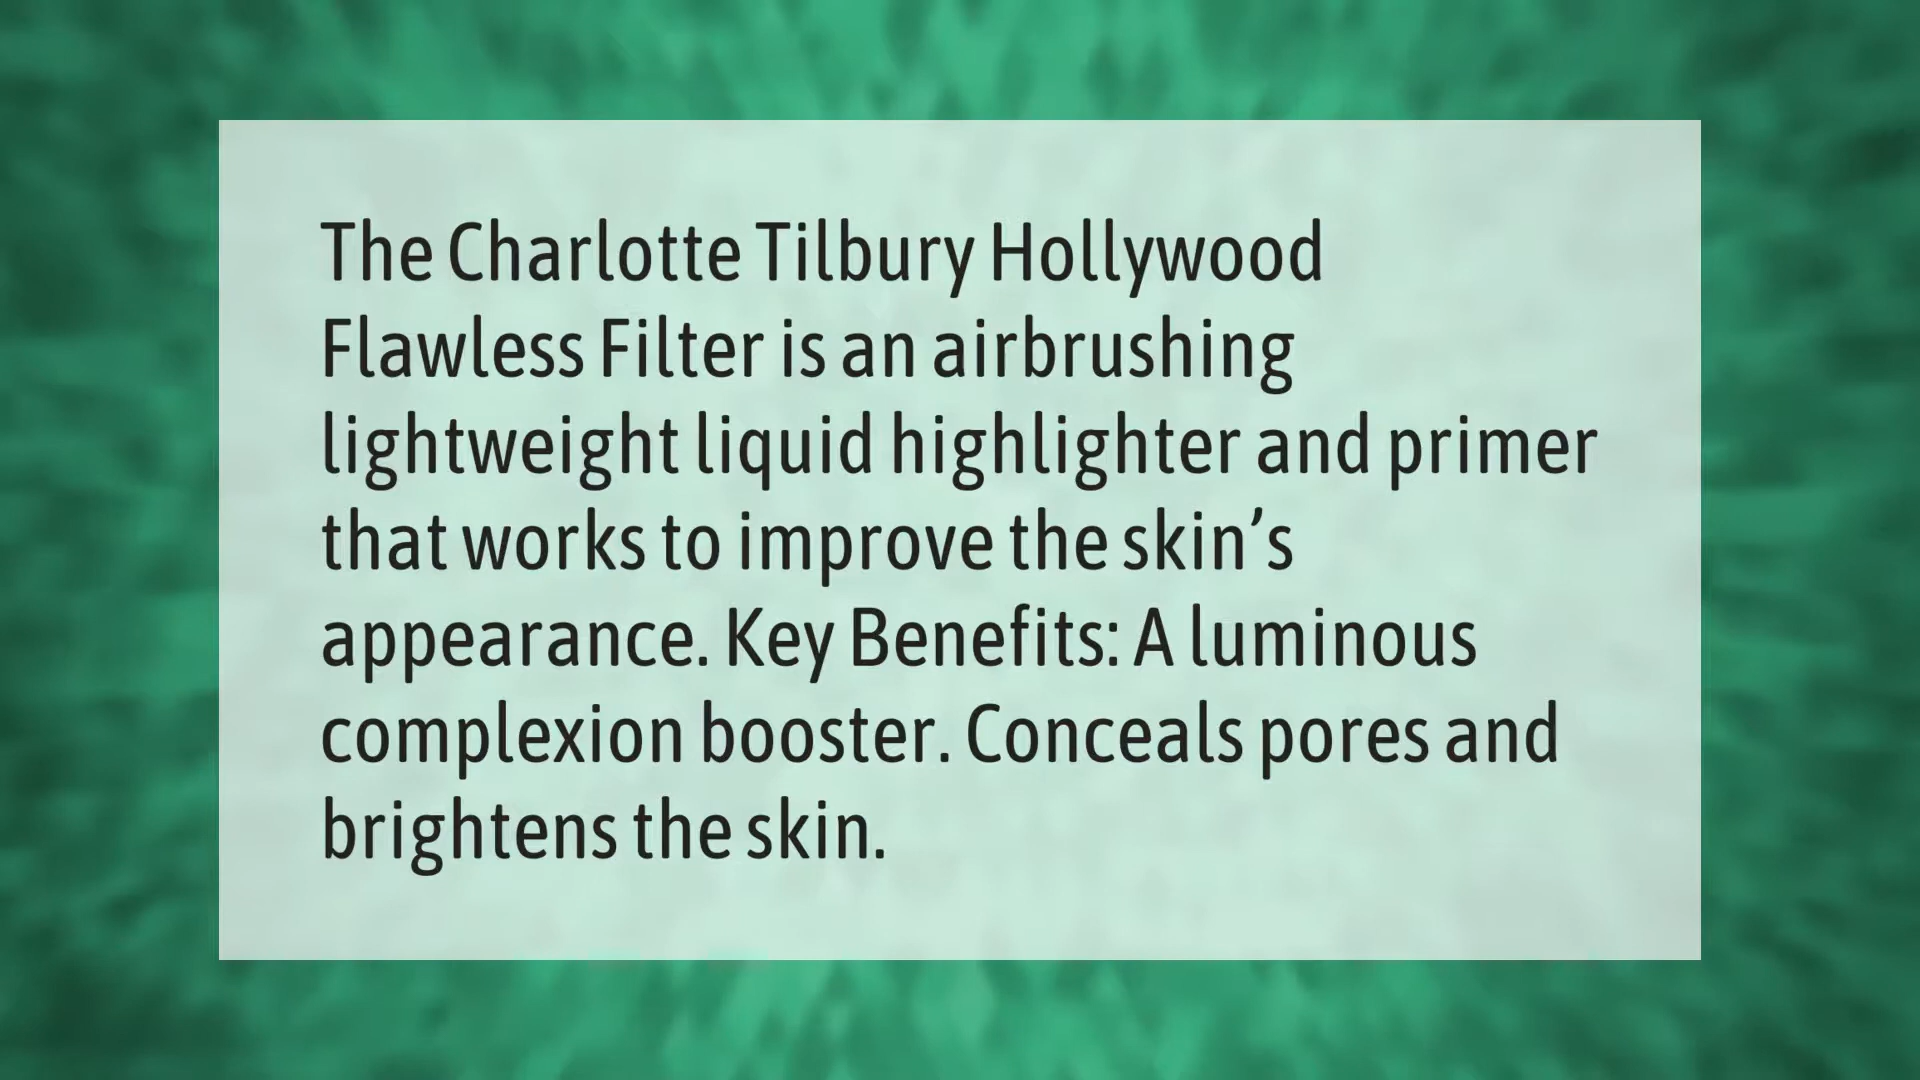 The Charlotte Tilbury Hollywood
Flawless Filter is an airbrushing
lightweight liquid highlighter and primer
that works to improve the skin’s
appearance. Key Benefits: A luminous
complexion booster. Conceals pores and
brightens the skin.